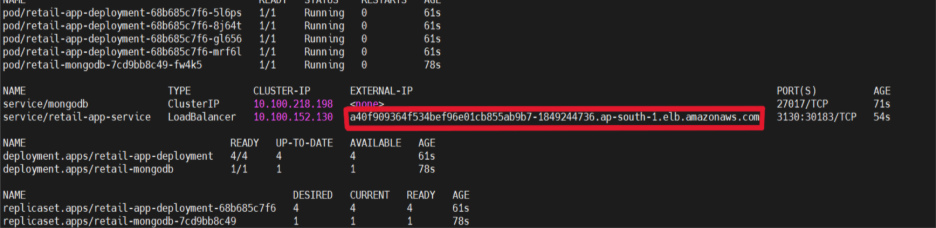 NAME READY STATUS RESTARTS AGE
pod/retail-app-deployment-68b685c7f6-5l6ps 1/1 Running 0 61s
pod/retail-app-deployment-68b685c7f6-8j64t 1/1 Running 0 61s
pod/retail-app-deployment-68b685c7f6-gl656 1/1 Running 0 61s
pod/retail-app-deployment-68b685c7f6-mrf6l 1/1 Running 0 61s
pod/retail-mongodb-7cd9bb8c49-fw4k5 1/1 Running 0 78s
NAME TYPE CLUSTER-IP EXTERNAL-IP PORT(S) AGE
service/mongodb ClusterIP 10.100.218.198 <none> 27017/TCP 71s
service/retail-app-service LoadBalancer 10.100.152.130 a40f909364f534bef96e01cb855ab9b7-1849244736.ap-south-1.elb.amazonaws.com 3130:30183/TCP 54s
NAME READY UP-TO-DATE AVAILABLE AGE
deployment.apps/retail-app-deployment 4/4 4 4 61s
deployment.apps/retail-mongodb 1/1 1 1 78s
NAME DESIRED CURRENT READY AGE
replicaset.apps/retail-app-deployment-68b685c7f6 4 4 4 61s
replicaset.apps/retail-mongodb-7cd9bb8c49 1 1 1 78s